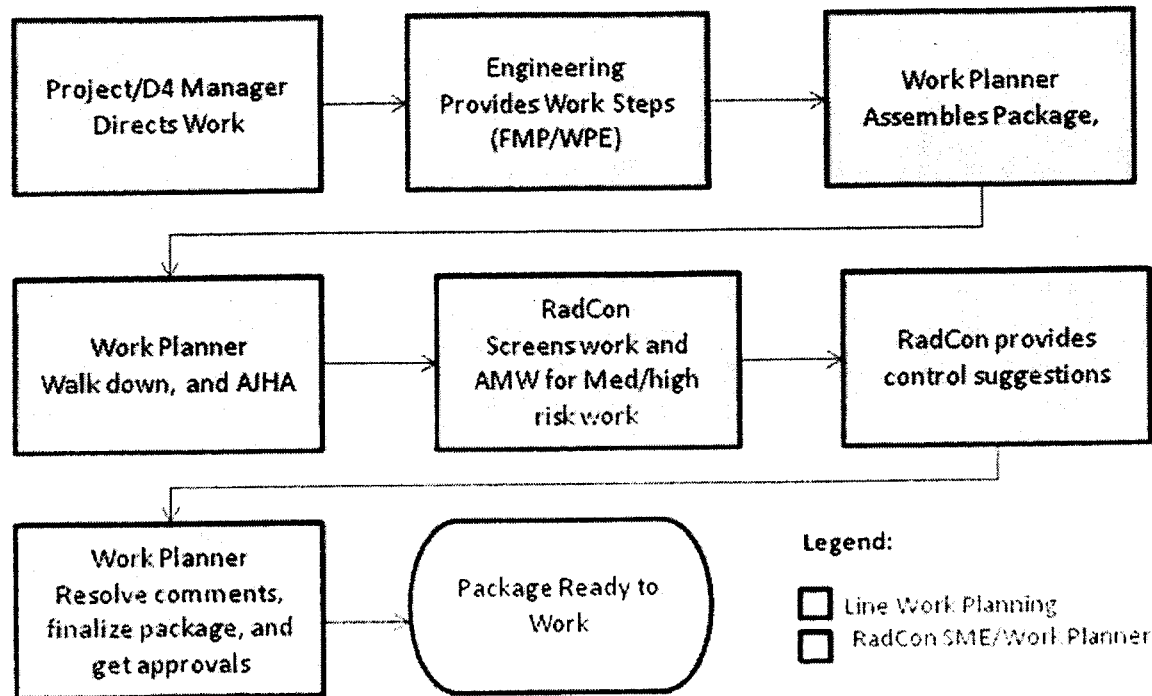 Project/D4 Manager
Directs Work
Engineering
Provides Work Steps
(FMP/WPE)
Work Planner
Assembles Package,
Work Planner
Walk down, and AJHA
RadCon
Screens work and
AMW for Med/high
risk work
RadCon provides
control suggestions
Work Planner
Resolve comments,
finalize package, and
get approvals
Package Ready to
Work
Legend:
Line Work Planning
RadCon SME/Work Planner